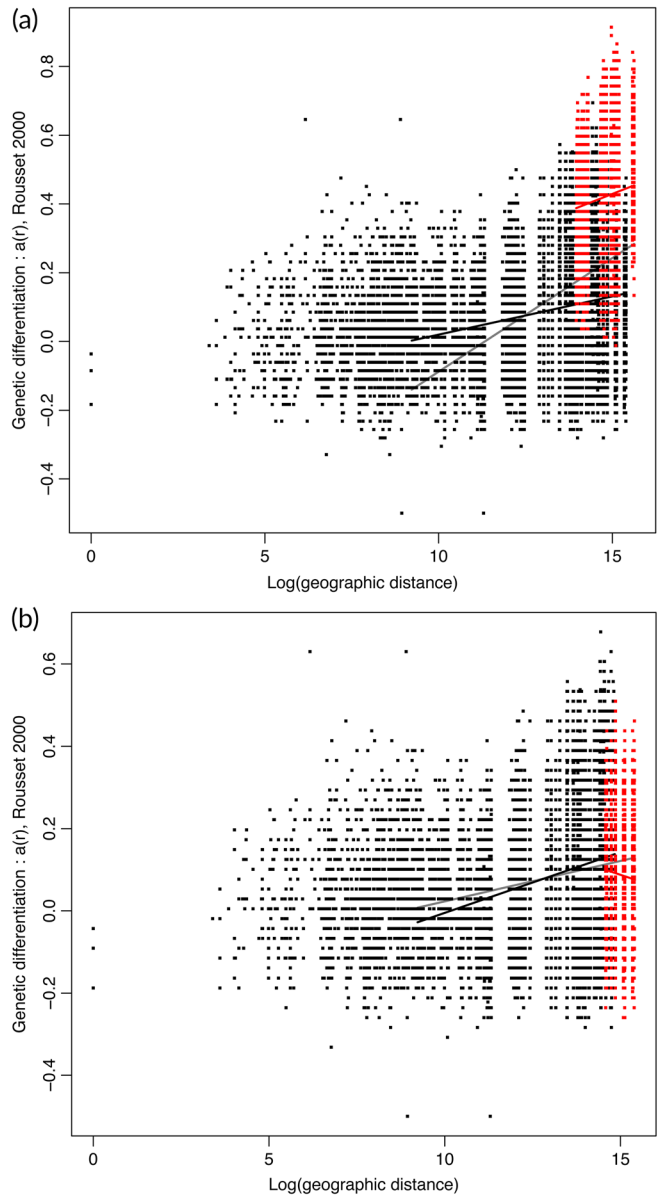 (a)
Genetic differentiation : a(r), Rousset 2000
0.8
0.6
0.4
0.2
0.0
−0.2
−0.4
0 5 10 15
Log(geographic distance)
(b)
Genetic differentiation : a(r), Rousset 2000
0.6
0.4
0.2
0.0
−0.2
−0.4
0 5 10 15
Log(geographic distance)